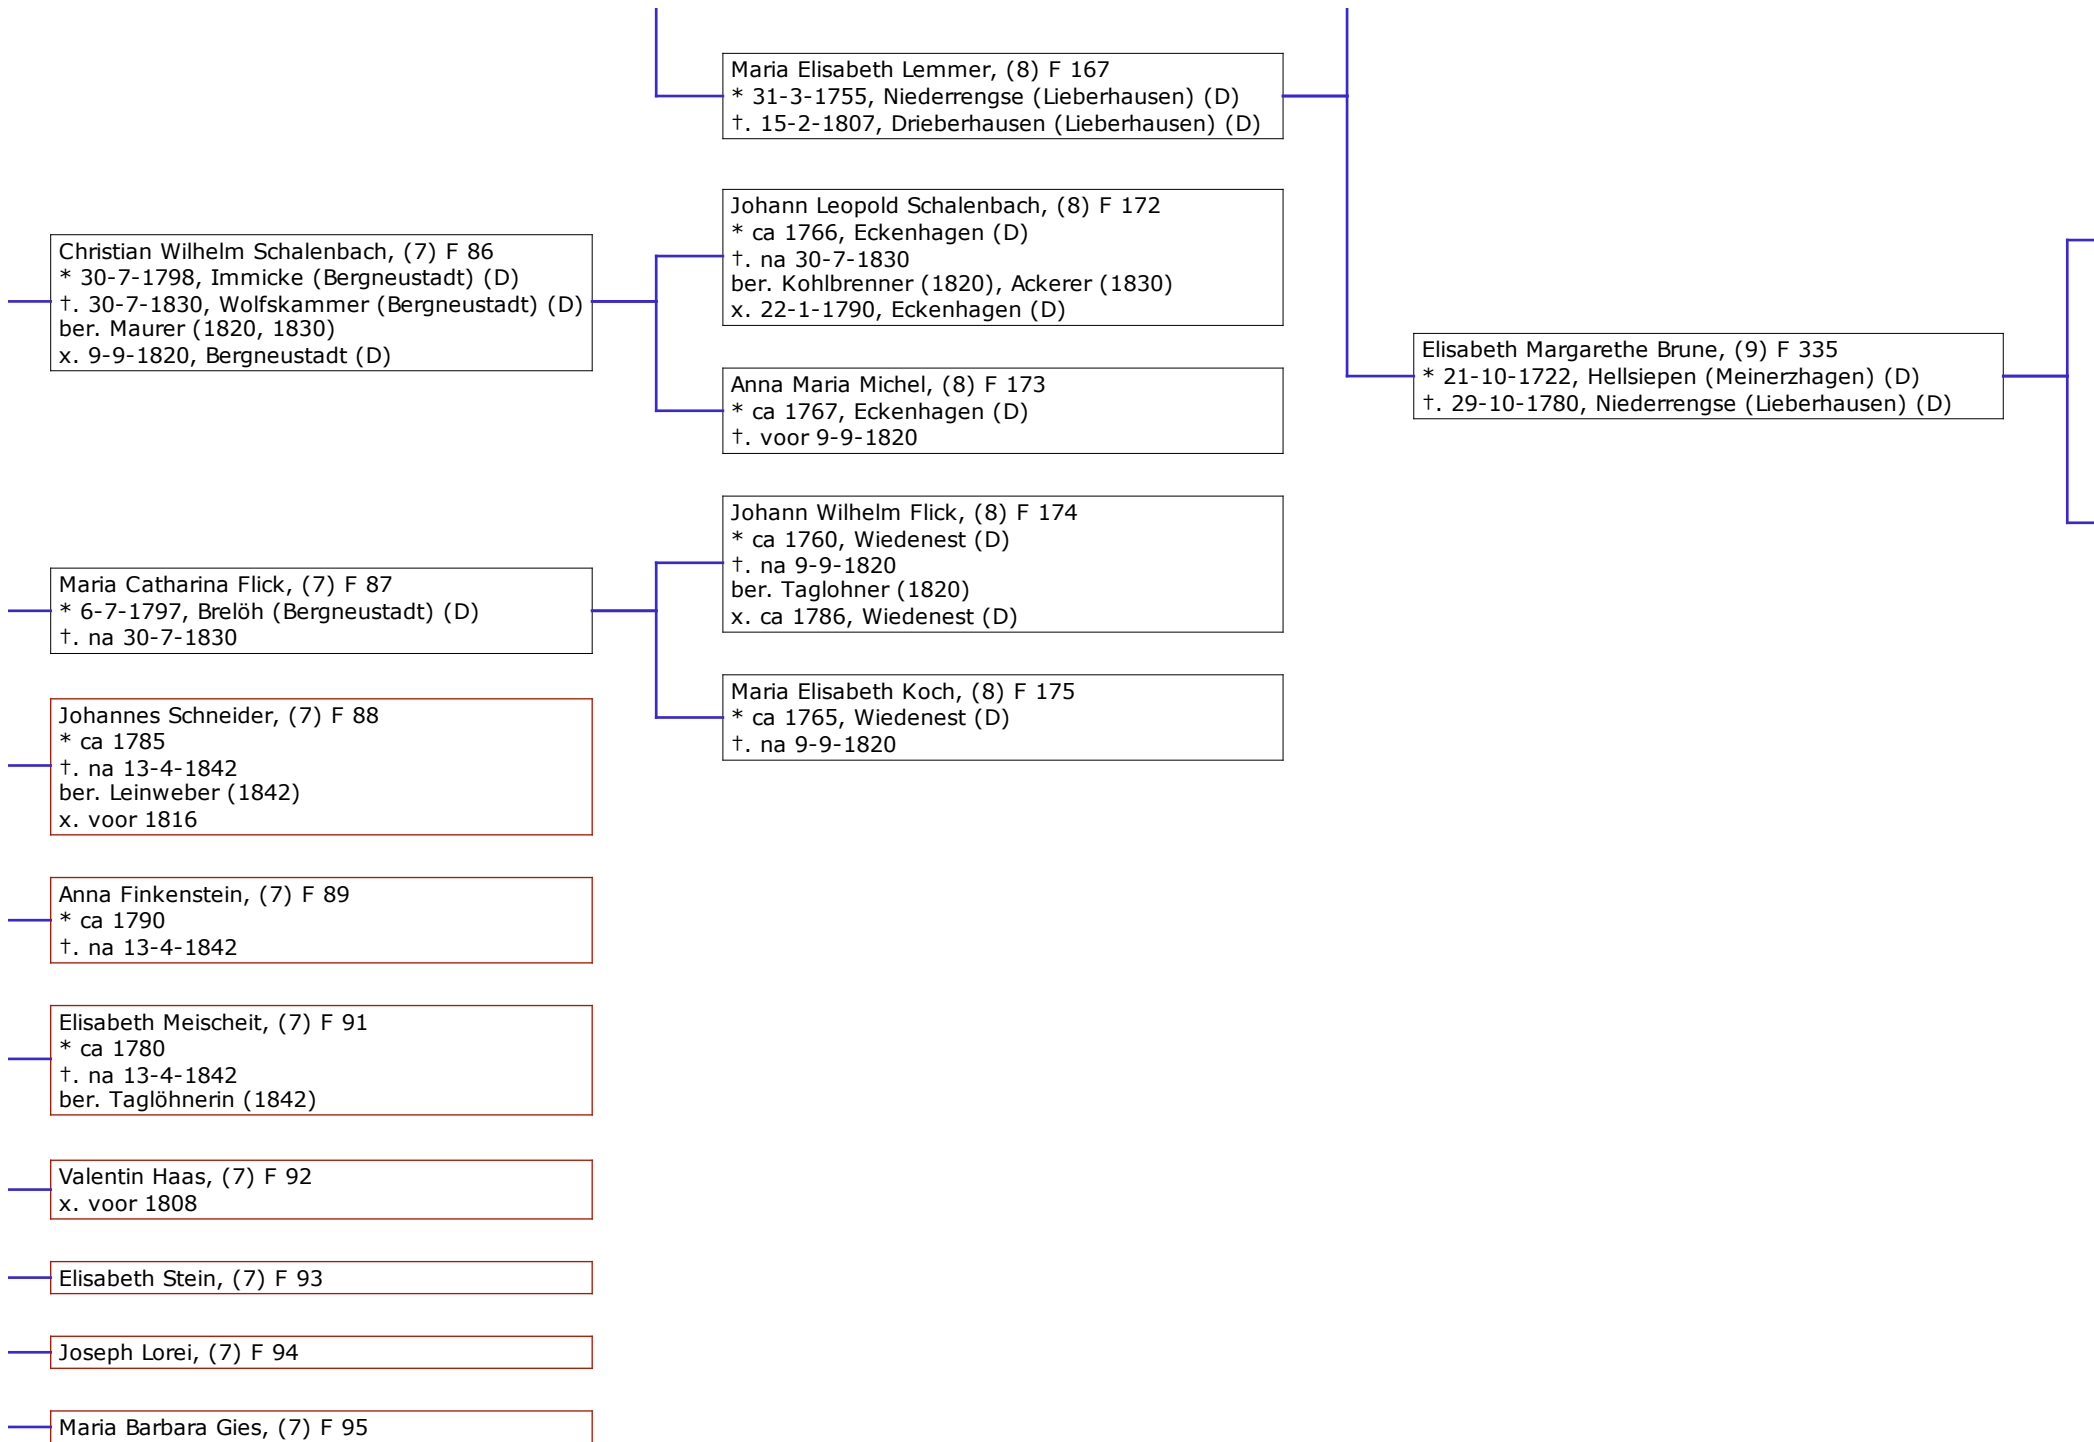 Maria Elisabeth Lemmer, (8) F 167
* 31-3-1755, Niederrengse (Lieberhausen) (D)
†. 15-2-1807, Drieberhausen (Lieberhausen) (D)
Johann Leopold Schalenbach, (8) F 172
* ca 1766, Eckenhagen (D)
†. na 30-7-1830
ber. Kohlbrenner (1820), Ackerer (1830)
x. 22-1-1790, Eckenhagen (D)
Christian Wilhelm Schalenbach, (7) F 86
* 30-7-1798, Immicke (Bergneustadt) (D)
†. 30-7-1830, Wolfskammer (Bergneustadt) (D)
ber. Maurer (1820, 1830)
x. 9-9-1820, Bergneustadt (D)
Elisabeth Margarethe Brune, (9) F 335
* 21-10-1722, Hellsiepen (Meinerzhagen) (D)
†. 29-10-1780, Niederrengse (Lieberhausen) (D)
Anna Maria Michel, (8) F 173
* ca 1767, Eckenhagen (D)
†. voor 9-9-1820
Johann Wilhelm Flick, (8) F 174
* ca 1760, Wiedenest (D)
†. na 9-9-1820
ber. Taglohner (1820)
x. ca 1786, Wiedenest (D)
Maria Catharina Flick, (7) F 87
* 6-7-1797, Brelöh (Bergneustadt) (D)
†. na 30-7-1830
Maria Elisabeth Koch, (8) F 175
* ca 1765, Wiedenest (D)
†. na 9-9-1820
Johannes Schneider, (7) F 88
* ca 1785
†. na 13-4-1842
ber. Leinweber (1842)
x. voor 1816
Anna Finkenstein, (7) F 89
* ca 1790
†. na 13-4-1842
Elisabeth Meischeit, (7) F 91
* ca 1780
†. na 13-4-1842
ber. Taglöhnerin (1842)
Valentin Haas, (7) F 92
x. voor 1808
Elisabeth Stein, (7) F 93
Joseph Lorei, (7) F 94
Maria Barbara Gies, (7) F 95